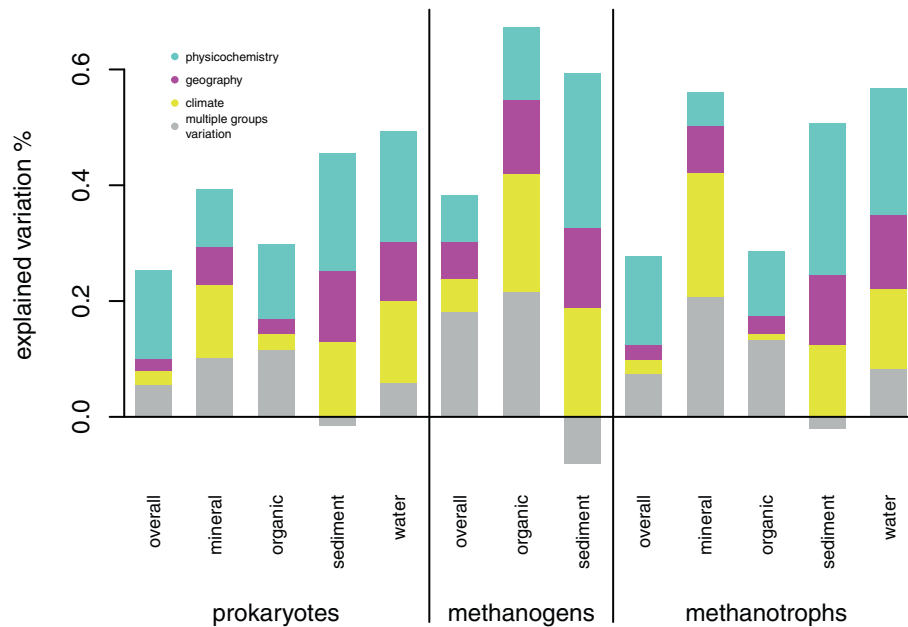 explained variation %
0.6
0.4
0.2
0.0
physicochemistry
geography
climate
multiple groups
variation
overall
mineral
organic
sediment
water
overall
organic
sediment
overall
mineral
organic
sediment
water
prokaryotes
methanogens
methanotrophs